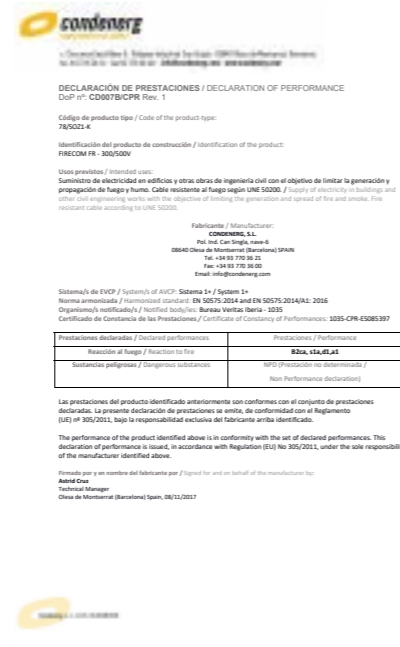 condenerg
DECLARACIÓN DE PRESTACIONES / DECLARATION OF PERFORMANCE
DoP nº: CD007B/CPR Rev. 1
Código de producto tipo / Code of the product-type:
78/SOZ1-K
Identificación del producto de construcción / Identification of the product:
FIRECOM FR - 300/500V
Usos previstos / Intended uses:
Suministro de electricidad en edificios y otras obras de ingeniería civil con el objetivo de limitar la generación y
propagación de fuego y humo. Cable resistente al fuego según UNE 50200. / Supply of electricity in buildings and
other civil engineering works with the objective of limiting the generation and spread of fire and smoke. Fire
resistant cable according to UNE 50200.
Fabricante / Manufacturer:
CONDENERG, S.L.
Pol. Ind. Can Singla, nave-6
08640 Olesa de Montserrat (Barcelona) SPAIN
Tel. +34 93 770 36 21
Fax: +34 93 770 36 00
Email: info@condenerg.com
Sistema/s de EVCP / System/s of AVCP: Sistema 1+ / System 1+
Norma armonizada / Harmonized standard: EN 50575:2014 and EN 50575:2014/A1: 2016
Organismo/s notificado/s / Notified body/ies: Bureau Veritas Iberia - 1035
Certificado de Constancia de las Prestaciones / Certificate of Constancy of Performances: 1035-CPR-ES085397
Prestaciones declaradas / Declared performances Prestaciones / Performance
Reacción al fuego / Reaction to fire B2ca, s1a,d1,a1
Sustancias peligrosas / Dangerous substances NPD (Prestación no determinada /
Non Performance declaration)
Las prestaciones del producto identificado anteriormente son conformes con el conjunto de prestaciones
declaradas. La presente declaración de prestaciones se emite, de conformidad con el Reglamento
(UE) nº 305/2011, bajo la responsabilidad exclusiva del fabricante arriba identificado.
The performance of the product identified above is in conformity with the set of declared performances. This
declaration of performance is issued, in accordance with Regulation (EU) No 305/2011, under the sole responsibili
of the manufacturer identified above.
Firmado por y en nombre del fabricante por / Signed for and on behalf of the manufacturer by:
Astrid Cruz
Technical Manager
Olesa de Montserrat (Barcelona) Spain, 08/11/2017